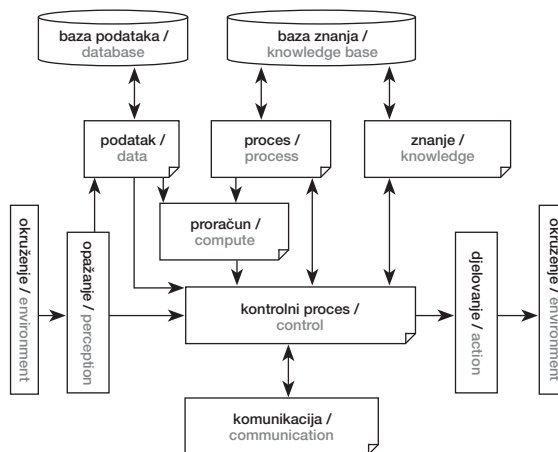 baza podataka /
database
baza znanja /
knowledge base
podatak /
data
proces /
process
znanje /
knowledge
proračun /
compute
okruženje / environment
opažanje / perception
kontrolni proces /
control
djelovanje / action
okruženje / environment
komunikacija /
communication